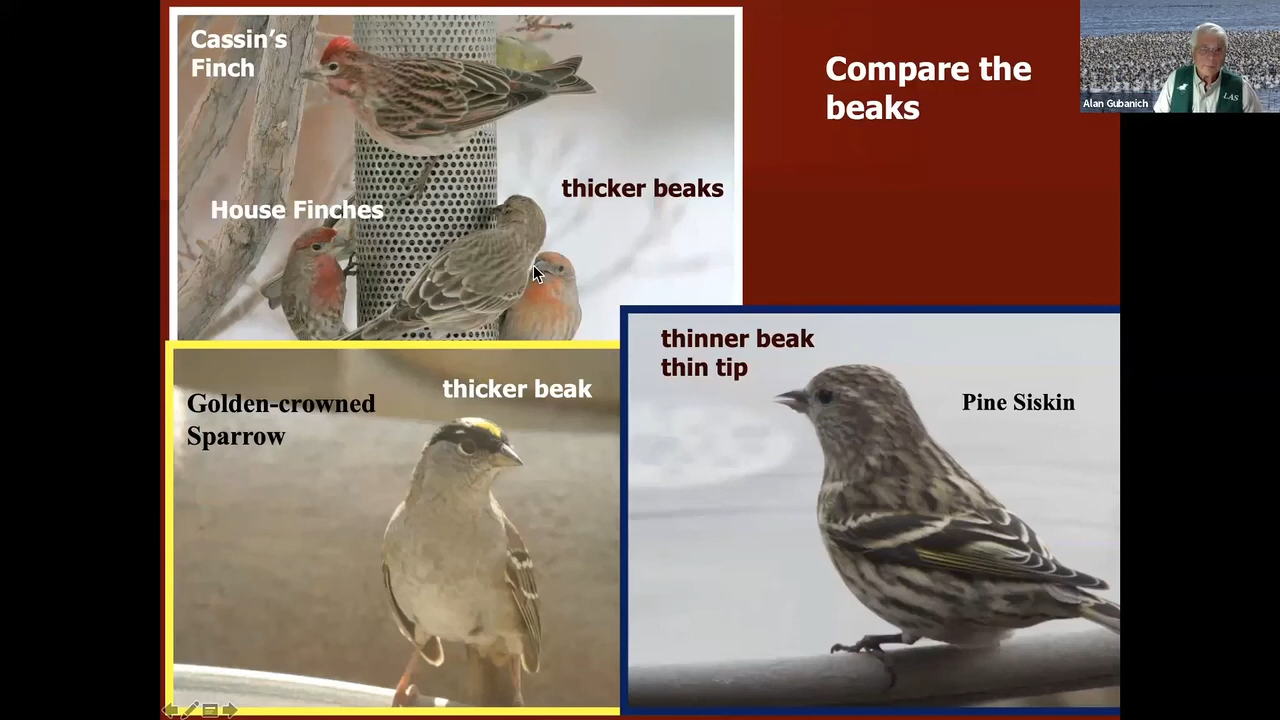 Cassin's
Finch
Compare the
beaks
Alan Gubanich
LAS
thicker beaks
House Finches
thinner beak
thin tip
thicker beak
Golden-crowned
Sparrow
Pine Siskin